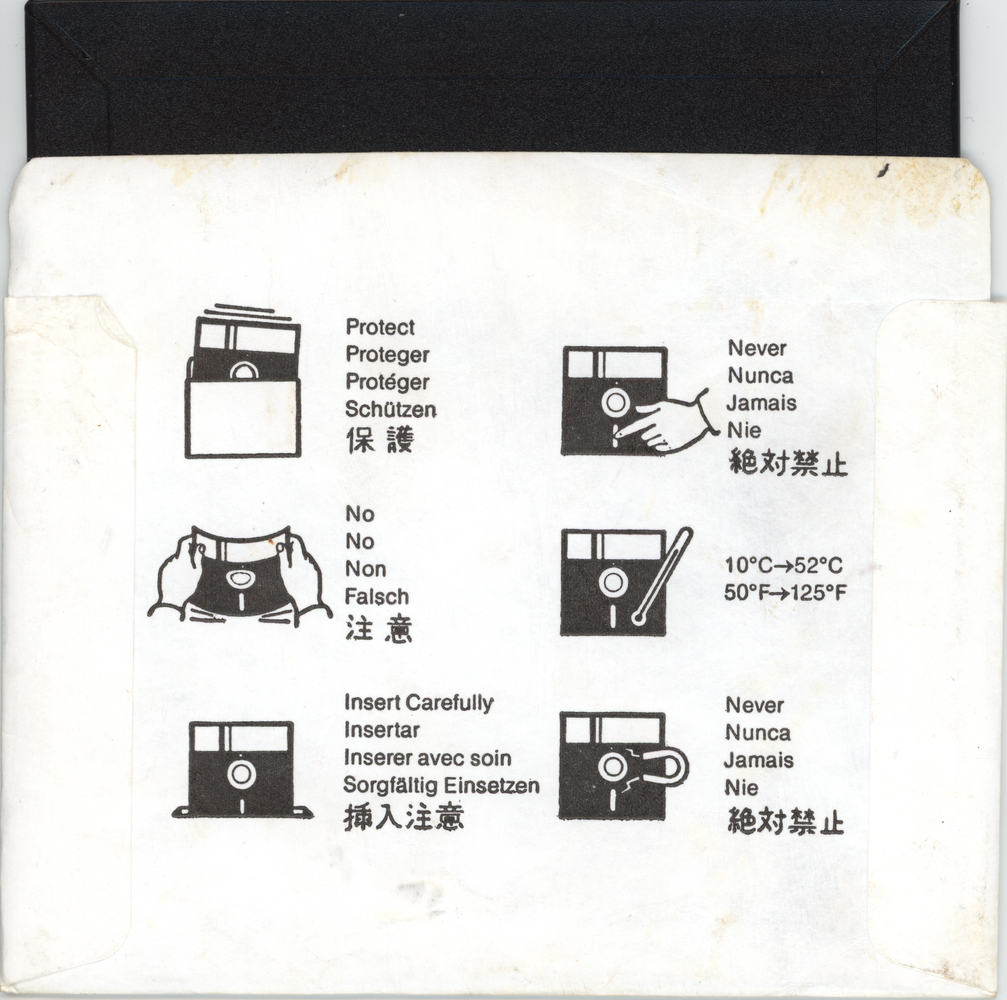 Protect
Proteger
Protéger
Schützen
保護
Never
Nunca
Jamais
Nie
絶対禁止
No
No
Non
Falsch
注意
10°C→52°C
50°F→125°F
Insert Carefully
Insertar
Inserer avec soin
Sorgfältig Einsetzen
挿入注意
Never
Nunca
Jamais
Nie
絶対禁止